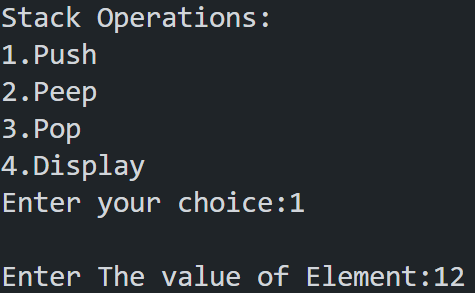 Stack Operations:
1.Push
2.Peep
3.Pop
4.Display
Enter your choice:1
Enter The value of Element:12